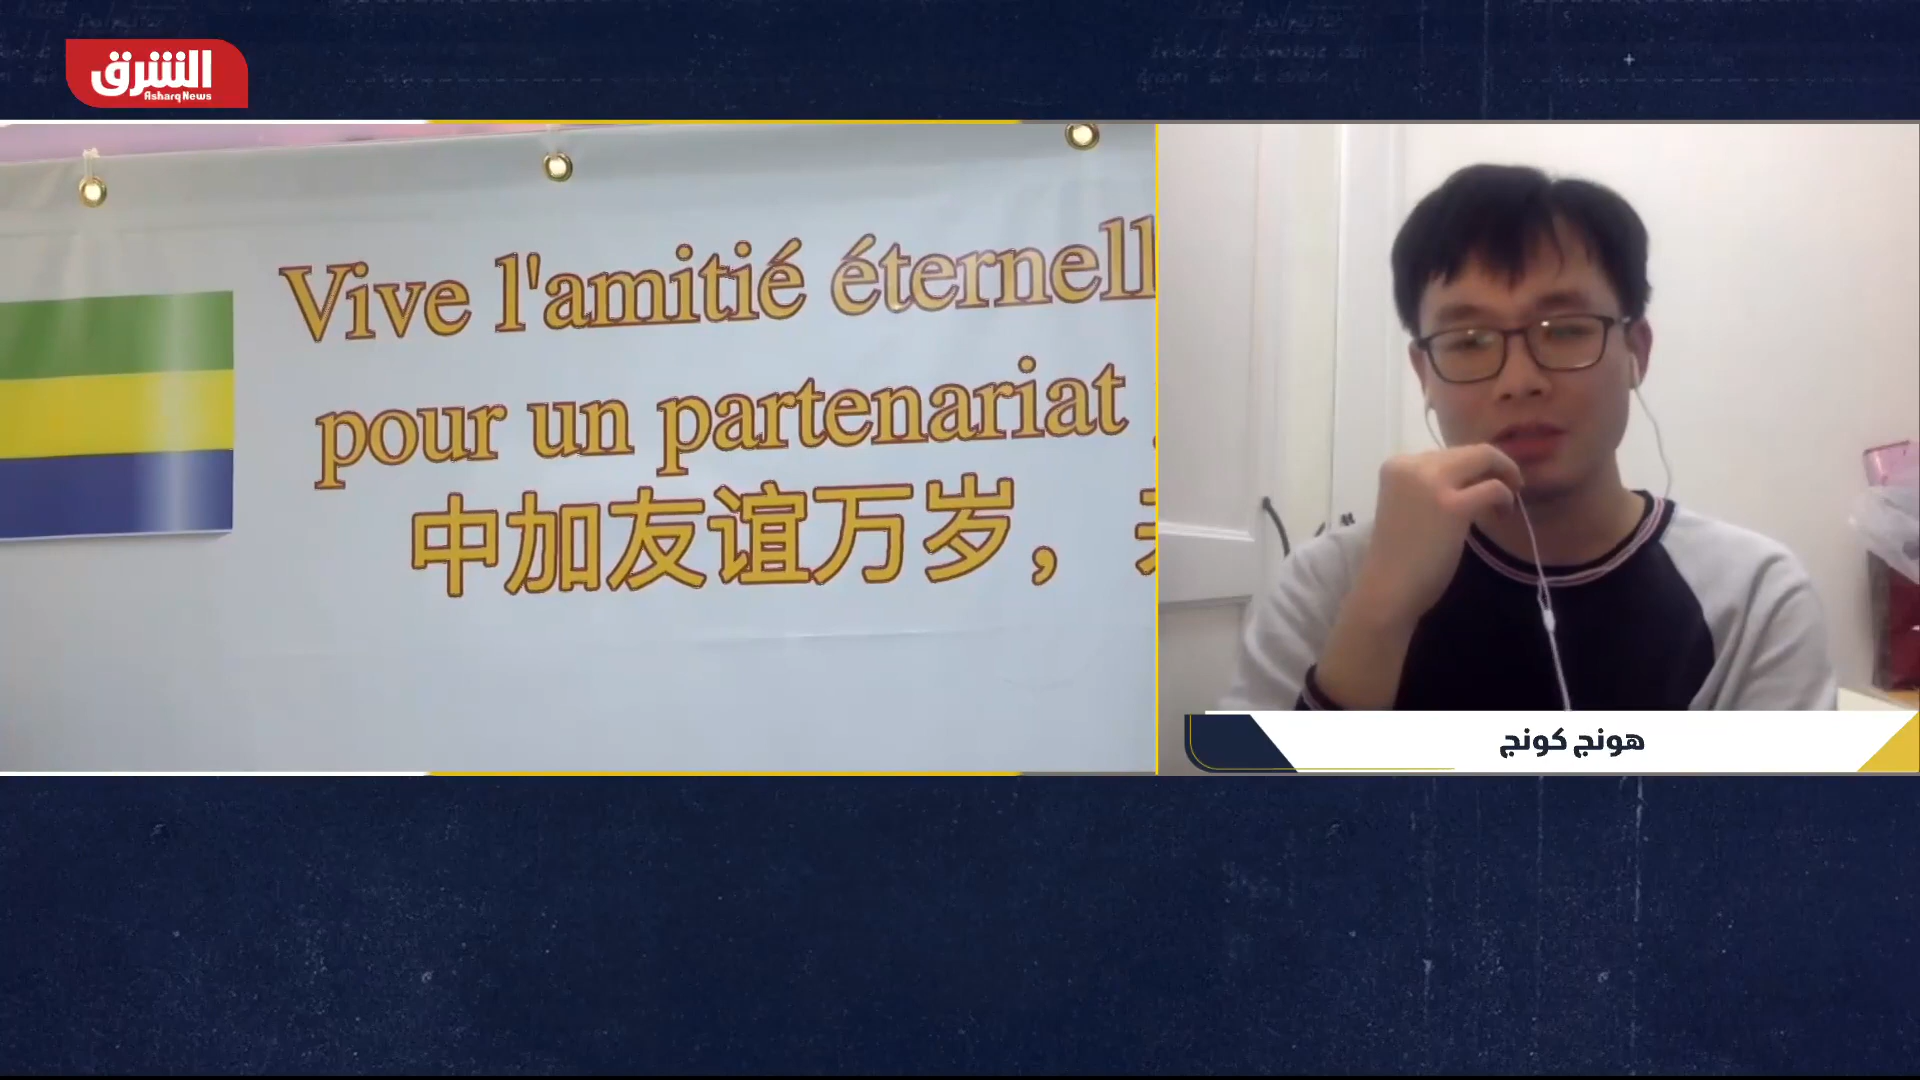 الشرق
Asharq News
Vive l'amitié éternell
pour un partenariat
中加友谊万岁，
هونج كونج